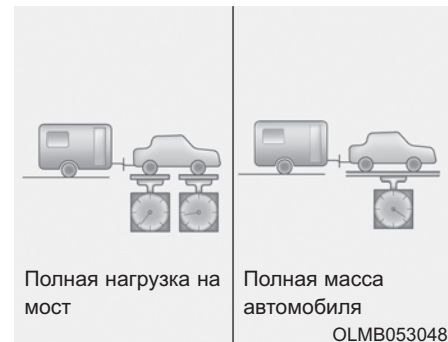 Полная нагрузка на
мост
Полная масса
автомобиля
OLMB053048